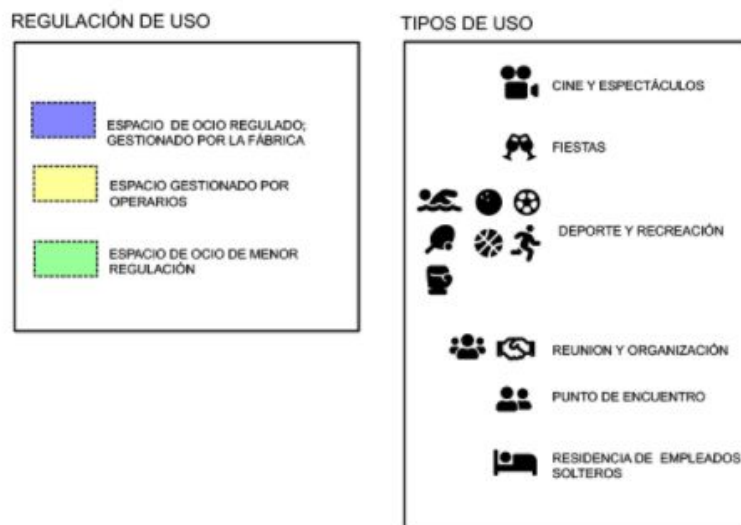 REGULACIÓN DE USO
ESPACIO DE OCIO REGULADO;
GESTIONADO POR LA FÁBRICA
ESPACIO GESTIONADO POR
OPERARIOS
ESPACIO DE OCIO DE MENOR
REGULACIÓN
TIPOS DE USO
CINE Y ESPECTÁCULOS
FIESTAS
DEPORTE Y RECREACIÓN
REUNION Y ORGANIZACIÓN
PUNTO DE ENCUENTRO
RESIDENCIA DE EMPLEADOS
SOLTEROS